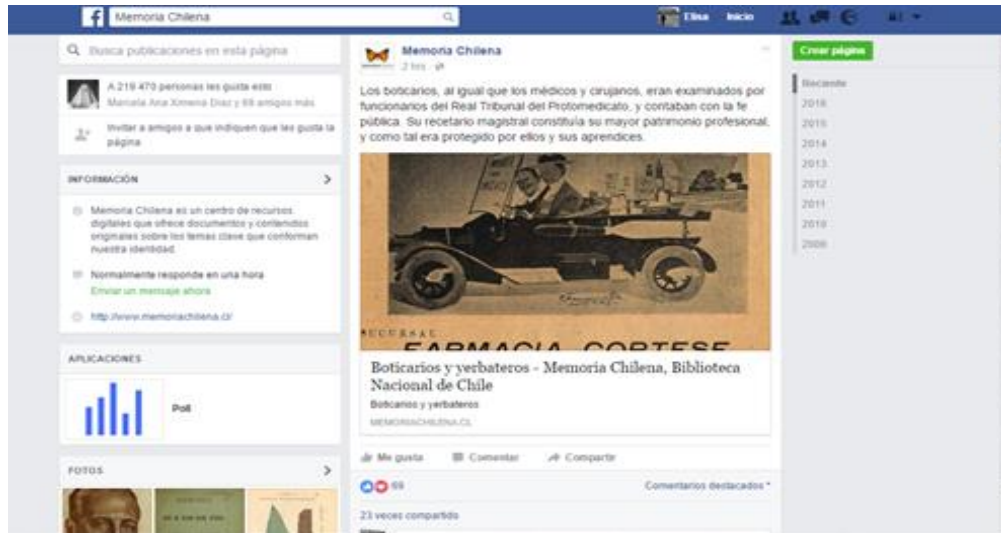 Memoria Chilena
Elisa Inicio
Busca publicaciones en esta página
A 219 470 personas les gusta esto
Marcela Ana Ximena Díaz y 69 amigos más
Invitar a amigos a que indiquen que les gusta la
página
INFORMACIÓN
Memoria Chilena es un centro de recursos
digitales que ofrece documentos y contenidos
originales sobre los temas clave que conforman
nuestra identidad.
Normalmente responde en una hora
Enviar un mensaje ahora
http://www.memoriachilena.cl/
APLICACIONES
Poll
FOTOS
Memoria Chilena
2 hrs
Los boticarios, al igual que los médicos y cirujanos, eran examinados por
funcionarios del Real Tribunal del Protomedicato, y contaban con la fe
pública. Su recetario magistral constituía su mayor patrimonio profesional,
y como tal era protegido por ellos y sus aprendices.
SUCURSAL
FARMACIA CORTESE
Boticarios y yerbateros - Memoria Chilena, Biblioteca
Nacional de Chile
Boticarios y yerbateros
MEMORIACHILENA.CL
Me gusta Comentar Compartir
69 Comentarios destacados
23 veces compartido
Crear página
Reciente
2016
2015
2014
2013
2012
2011
2010
2009